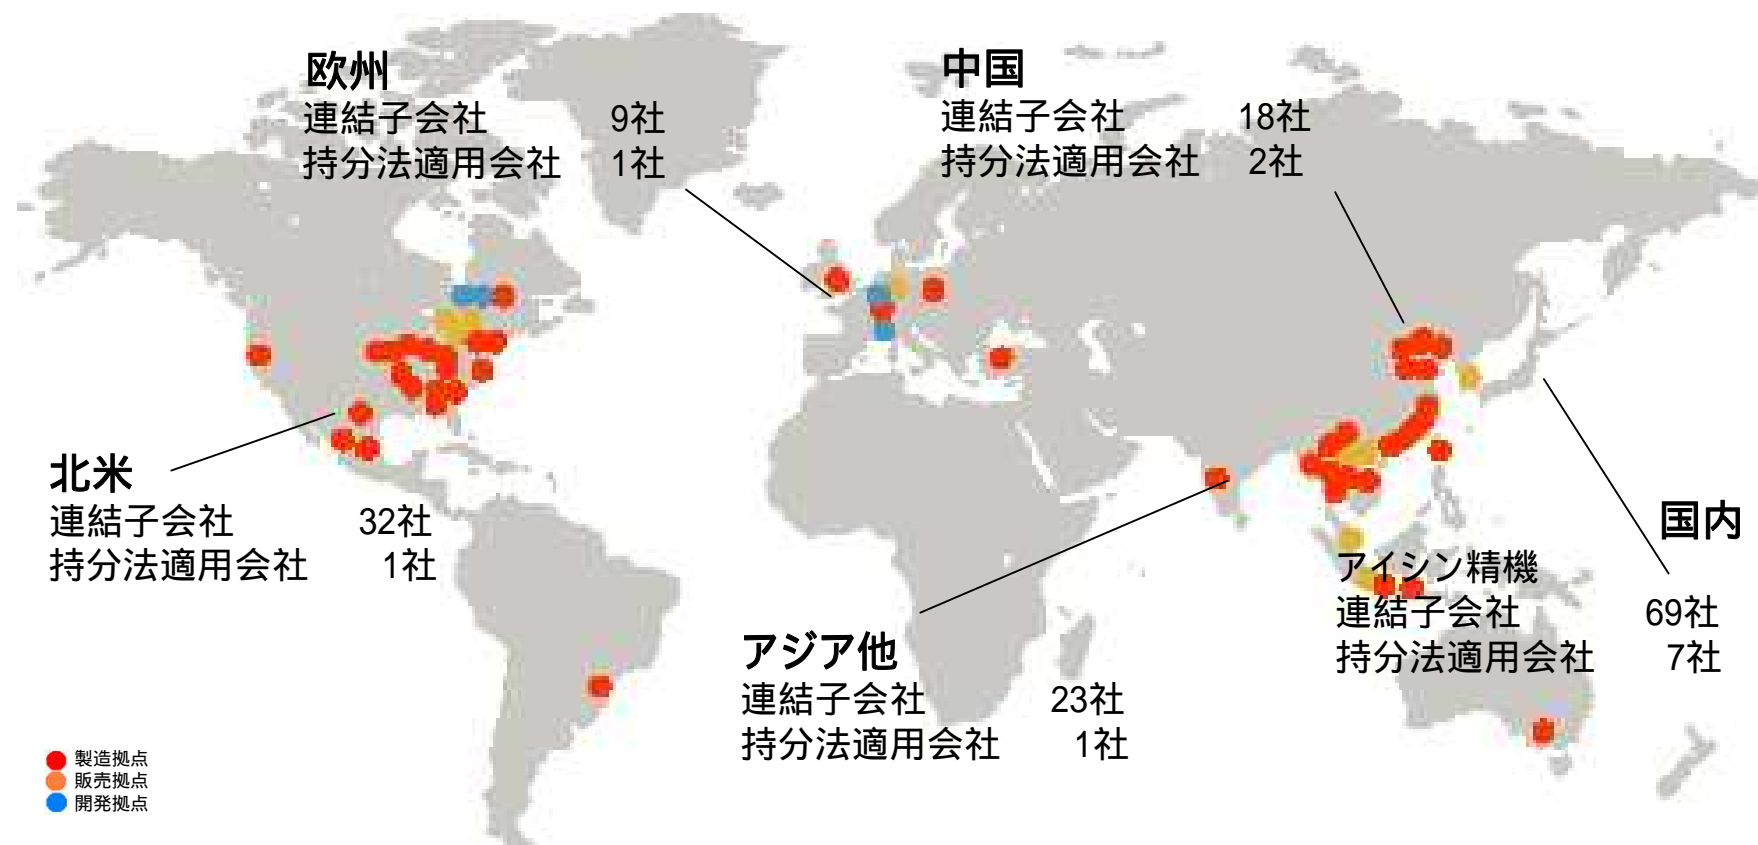 欧州
連結子会社 9社
持分法適用会社 1社
中国
連結子会社 18社
持分法適用会社 2社
北米
連結子会社 32社
持分法適用会社 1社
国内
アイシン精機
連結子会社 69社
持分法適用会社 7社
アジア他
連結子会社 23社
持分法適用会社 1社
製造拠点
販売拠点
開発拠点